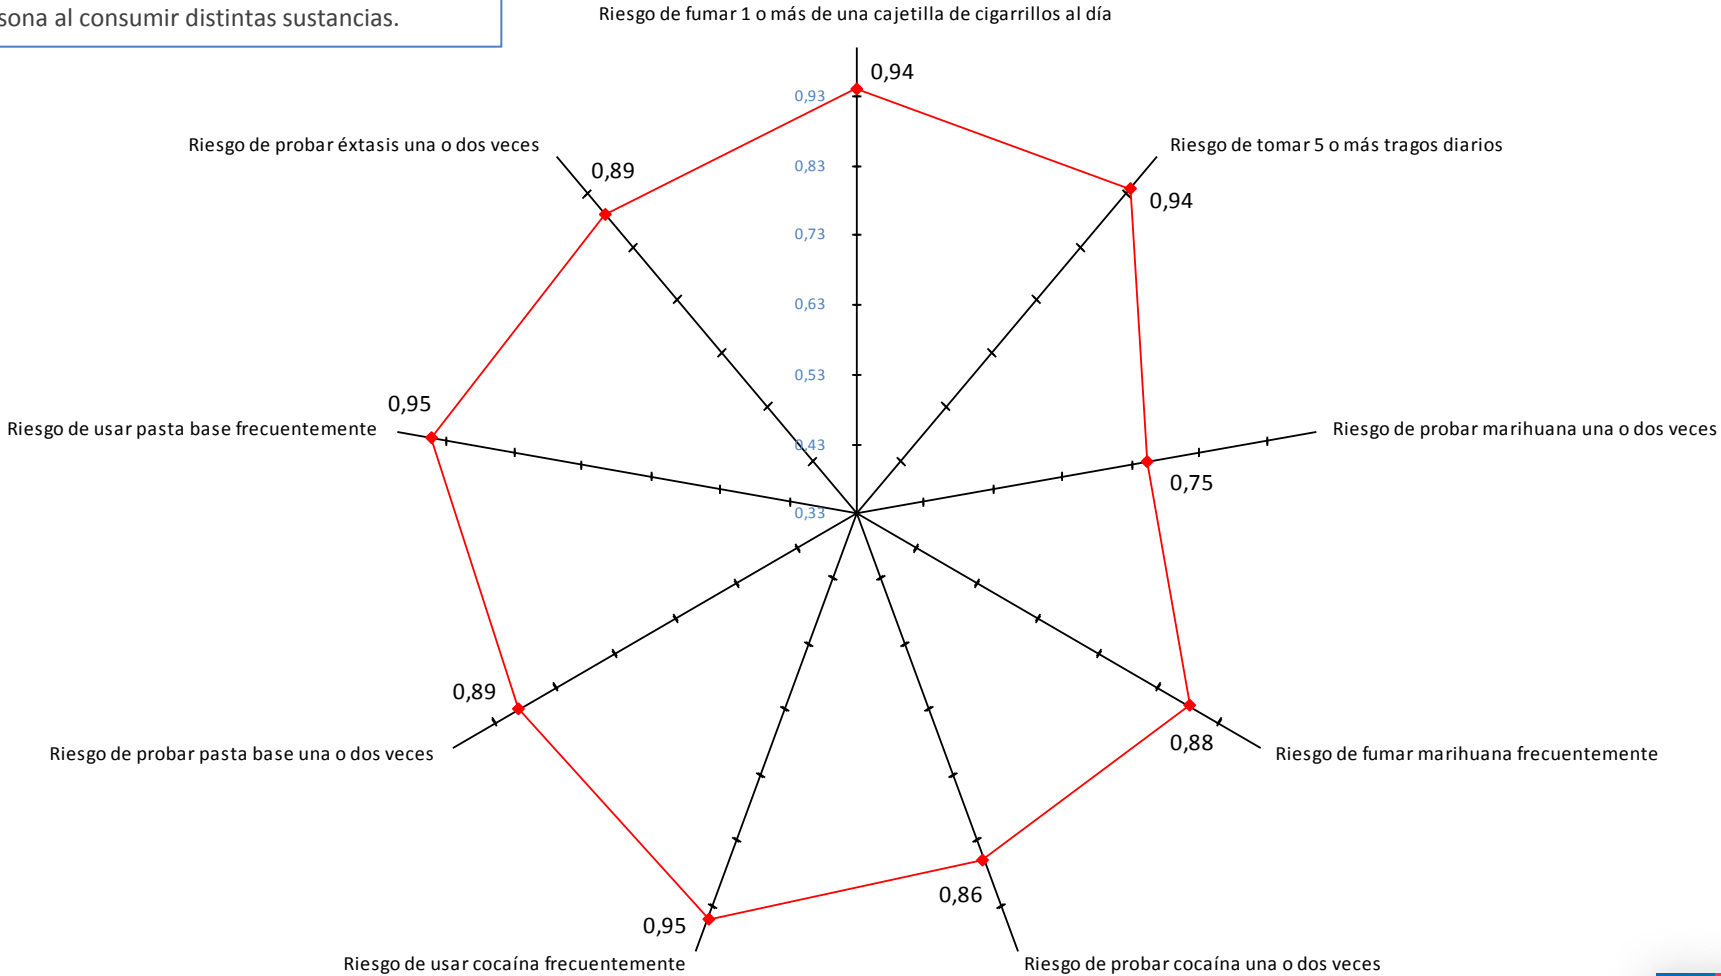 al consumir distintas sustancias.
Riesgo de fumar 1 o más de una cajetilla de cigarrillos al día
0,94
0,93
Riesgo de probar éxtasis una o dos veces
Riesgo de tomar 5 o más tragos diarios
0,89
0,83
0,94
0,73
0,63
0,53
0,95
Riesgo de usar pasta base frecuentemente
Riesgo de probar marihuana una o dos veces
0,43
0,75
0,33
0,89
0,88
Riesgo de probar pasta base una o dos veces
Riesgo de fumar marihuana frecuentemente
0,86
0,95
Riesgo de usar cocaína frecuentemente
Riesgo de probar cocaína una o dos veces